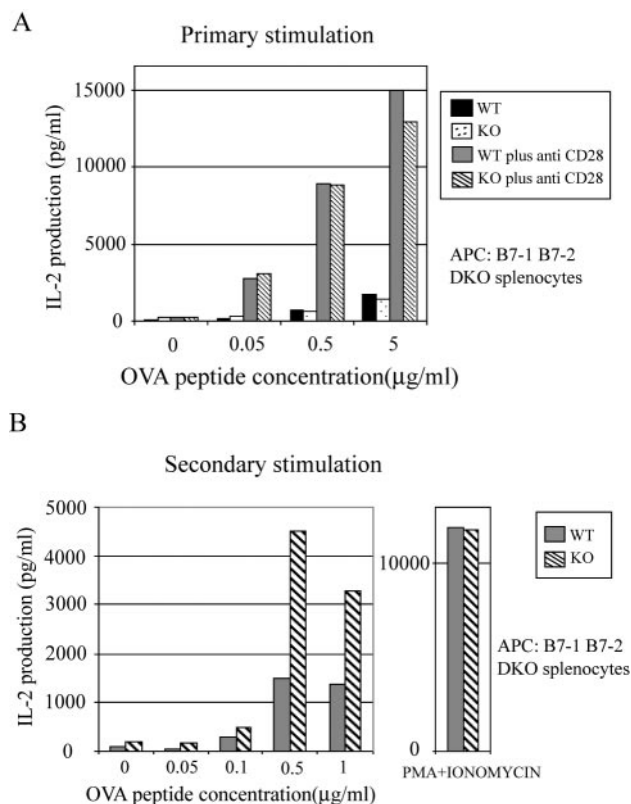 A
Primary stimulation
IL-2 production (pg/ml)
15000
10000
5000
0
0 0.05 0.5 5
OVA peptide concentration(μg/ml)
WT
KO
WT plus anti CD28
KO plus anti CD28
APC: B7-1 B7-2
DKO splenocytes
B
Secondary stimulation
IL-2 production (pg/ml)
5000
4000
3000
2000
1000
0
0 0.05 0.1 0.5 1
OVA peptide concentration(μg/ml)
10000
0
PMA+IONOMYCIN
WT
KO
APC: B7-1 B7-2
DKO splenocytes